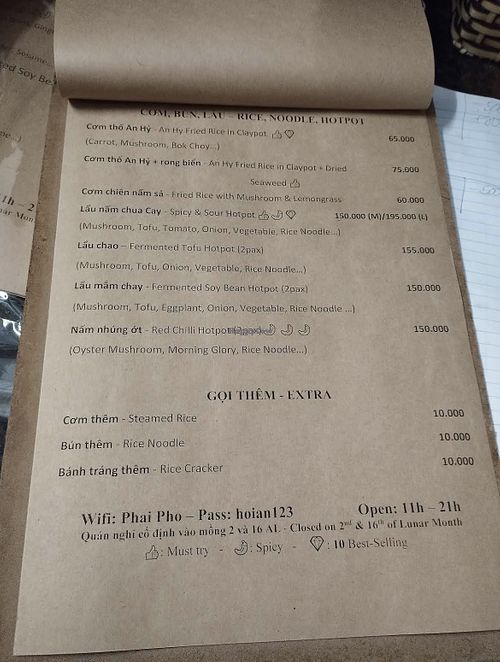 CƠM, BÚN, LẨU – RICE, NOODLE, HOTPOT
Cơm thố An Hỷ - An Hy Fried Rice in Claypot 65.000
(Carrot, Mushroom, Bok Choy...)
Cơm thố An Hỷ + rong biển - An Hy Fried Rice in Claypot + Dried 75.000
Seaweed
Cơm chiên nấm sả - Fried Rice with Mushroom & Lemongrass 60.000
Lẩu nấm chua Cay - Spicy & Sour Hotpot 150.000 (M)/195.000 (L)
(Mushroom, Tofu, Tomato, Onion, Vegetable, Rice Noodle...)
Lẩu chao – Fermented Tofu Hotpot (2pax) 155.000
(Mushroom, Tofu, Onion, Vegetable, Rice Noodle...)
Lẩu mắm chay - Fermented Soy Bean Hotpot (2pax) 150.000
(Mushroom, Tofu, Eggplant, Onion, Vegetable, Rice Noodle ...)
Nấm nhúng ớt - Red Chilli Hotpot 150.000
(Oyster Mushroom, Morning Glory, Rice Noodle...)
GỌI THÊM - EXTRA
Cơm thêm - Steamed Rice 10.000
Bún thêm - Rice Noodle 10.000
Bánh tráng thêm - Rice Cracker 10.000
Wifi: Phai Pho – Pass: hoian123 Open: 11h – 21h
Quán nghỉ cố định vào mồng 2 và 16 AL - Closed on 2nd & 16th of Lunar Month
: Must try - : Spicy - : 10 Best-Selling